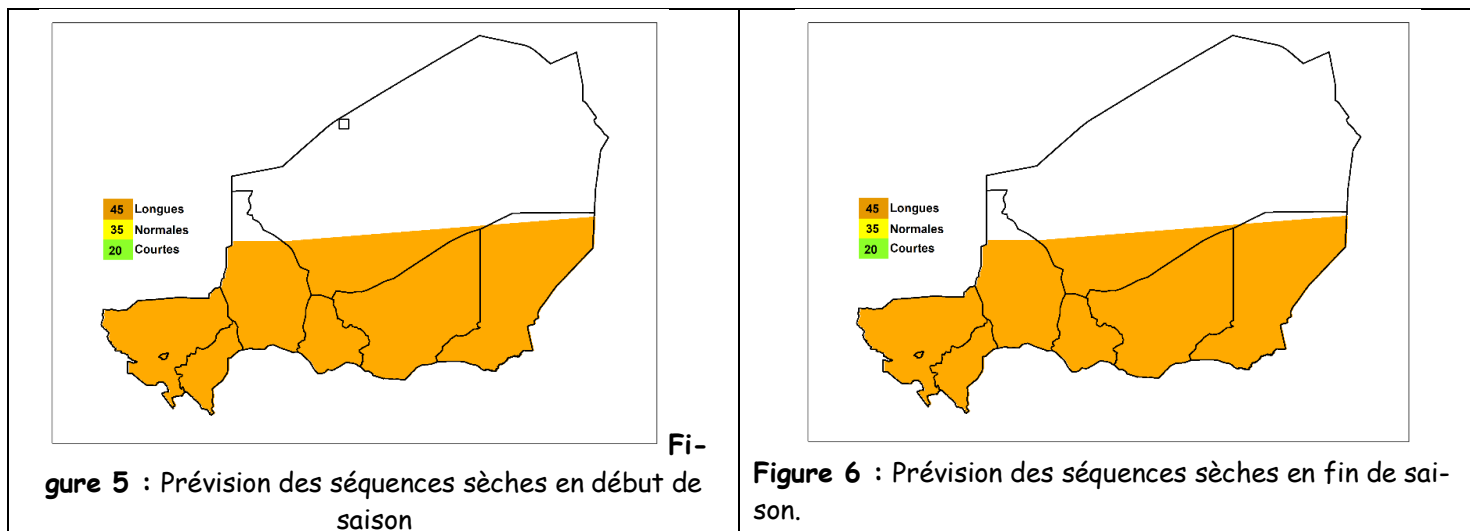 45 Longues
35 Normales
20 Courtes
Fi-
gure 5 : Prévision des séquences sèches en début de
saison
45 Longues
35 Normales
20 Courtes
Figure 6 : Prévision des séquences sèches en fin de sai-
son.